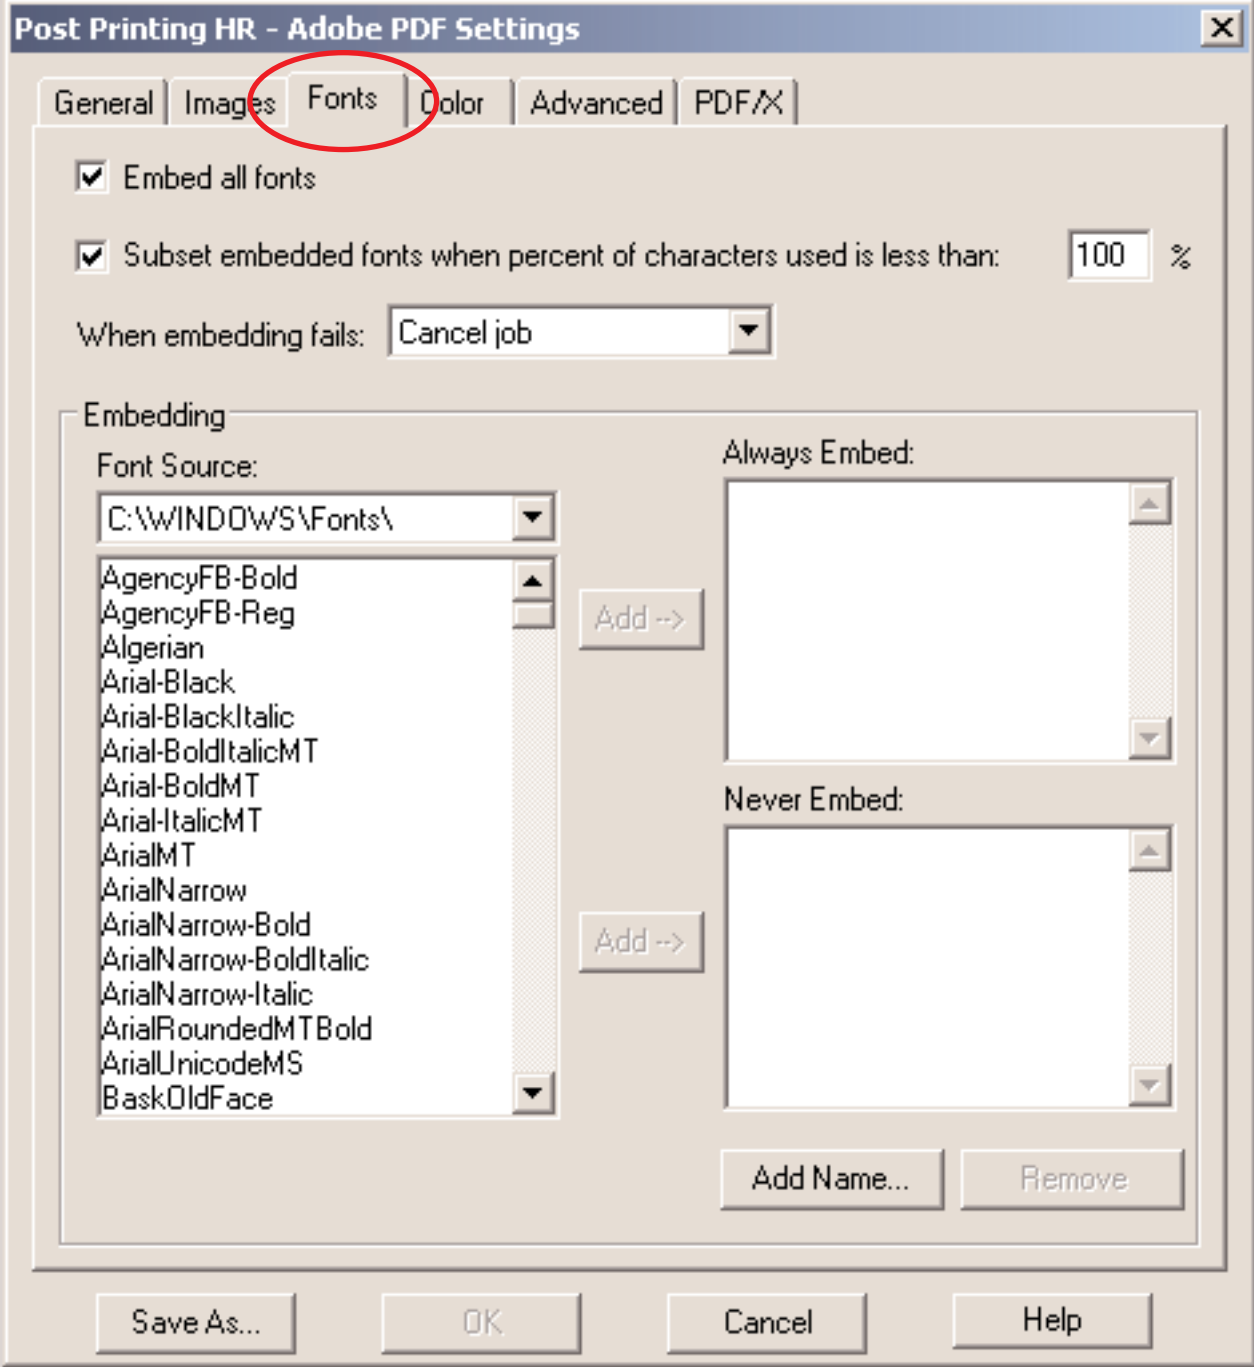 Post Printing HR - Adobe PDF Settings
General Images Fonts Color Advanced PDF/X
Embed all fonts
Subset embedded fonts when percent of characters used is less than: 100 %
When embedding fails: Cancel job
Embedding
Font Source:
C:\WINDOWS\Fonts\
AgencyFB-Bold
AgencyFB-Reg
Algerian
Arial-Black
Arial-BlackItalic
Arial-BoldItalicMT
Arial-BoldMT
Arial-ItalicMT
ArialMT
ArialNarrow
ArialNarrow-Bold
ArialNarrow-BoldItalic
ArialNarrow-Italic
ArialRoundedMTBold
ArialUnicodeMS
BaskOldFace
Add -->
Add -->
Always Embed:
Never Embed:
Add Name... Remove
Save As... OK Cancel Help